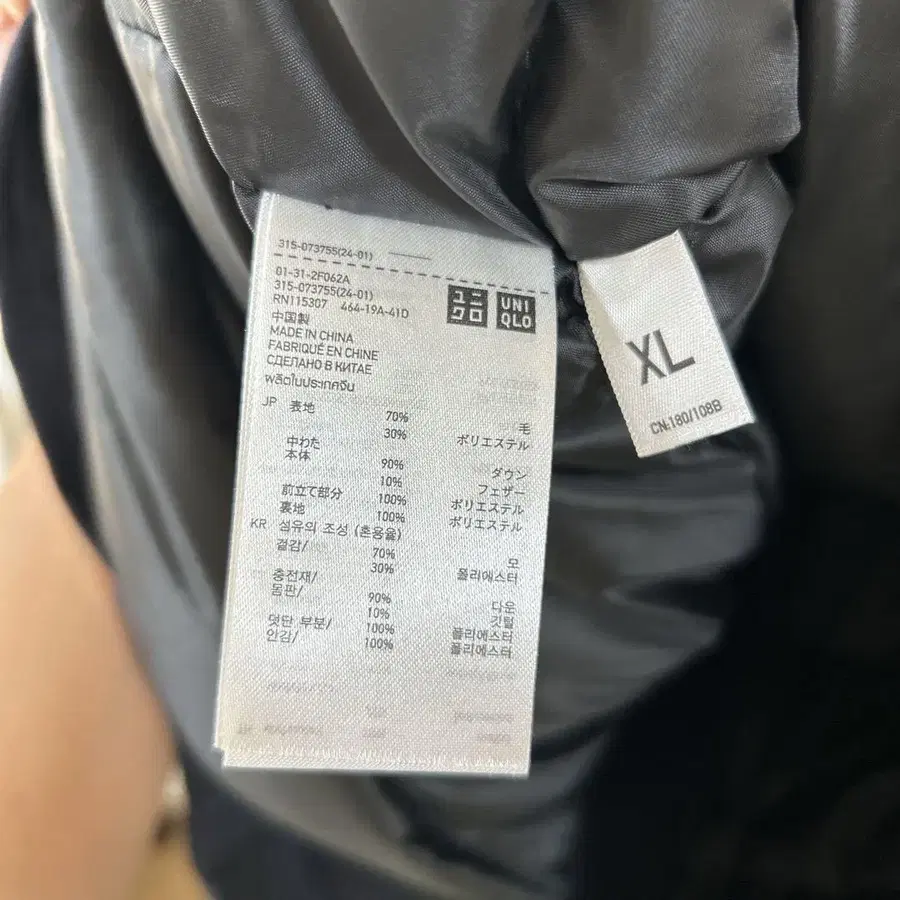 315-073755(24-01)
01-31-2F062A
315-073755(24-01)
RN115307 464-19A-41D
ユニクロ
UNIQLO
中国製
MADE IN CHINA
FABRIQUÉ EN CHINE
СДЕЛАНО В КИТАЕ
ผลิตในประเทศจีน
JP 表地 70% 毛
30% ポリエステル
中わた
本体 90% ダウン
10% フェザー
前立て部分 100% ポリエステル
裏地 100% ポリエステル
KR 섬유의 조성 (혼용율)
겉감/ 70% 모
30% 폴리에스터
충전재/
몸판/ 90% 다운
10% 깃털
덧단 부분/ 100% 폴리에스터
안감/ 100% 폴리에스터
XL
CN:180/108B